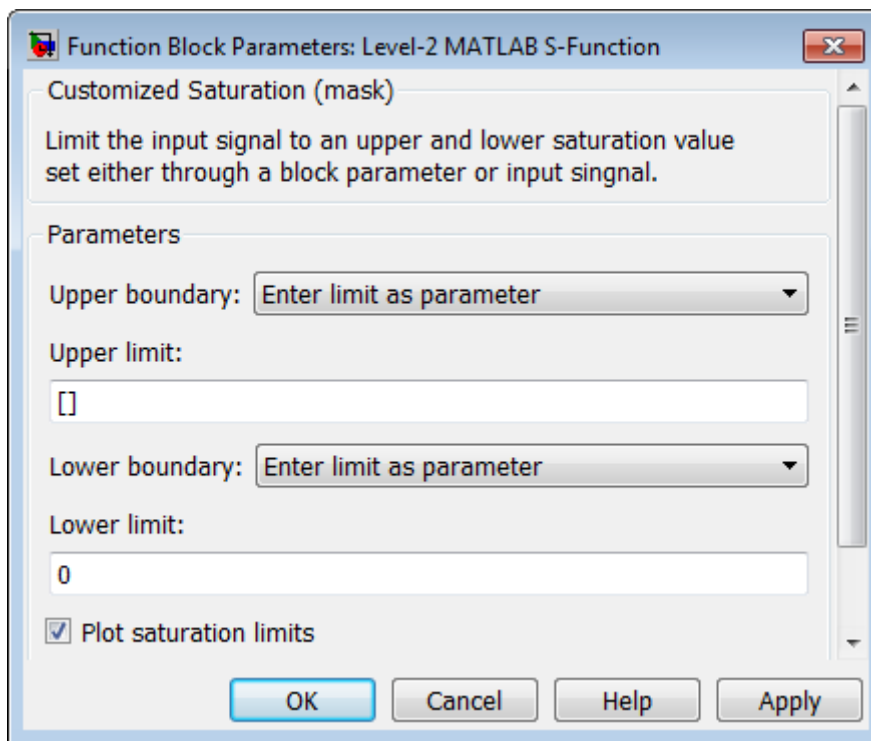 Function Block Parameters: Level-2 MATLAB S-Function
Customized Saturation (mask)
Limit the input signal to an upper and lower saturation value
set either through a block parameter or input singnal.
Parameters
Upper boundary: Enter limit as parameter
Upper limit:
[]
Lower boundary: Enter limit as parameter
Lower limit:
0
Plot saturation limits
OK Cancel Help Apply